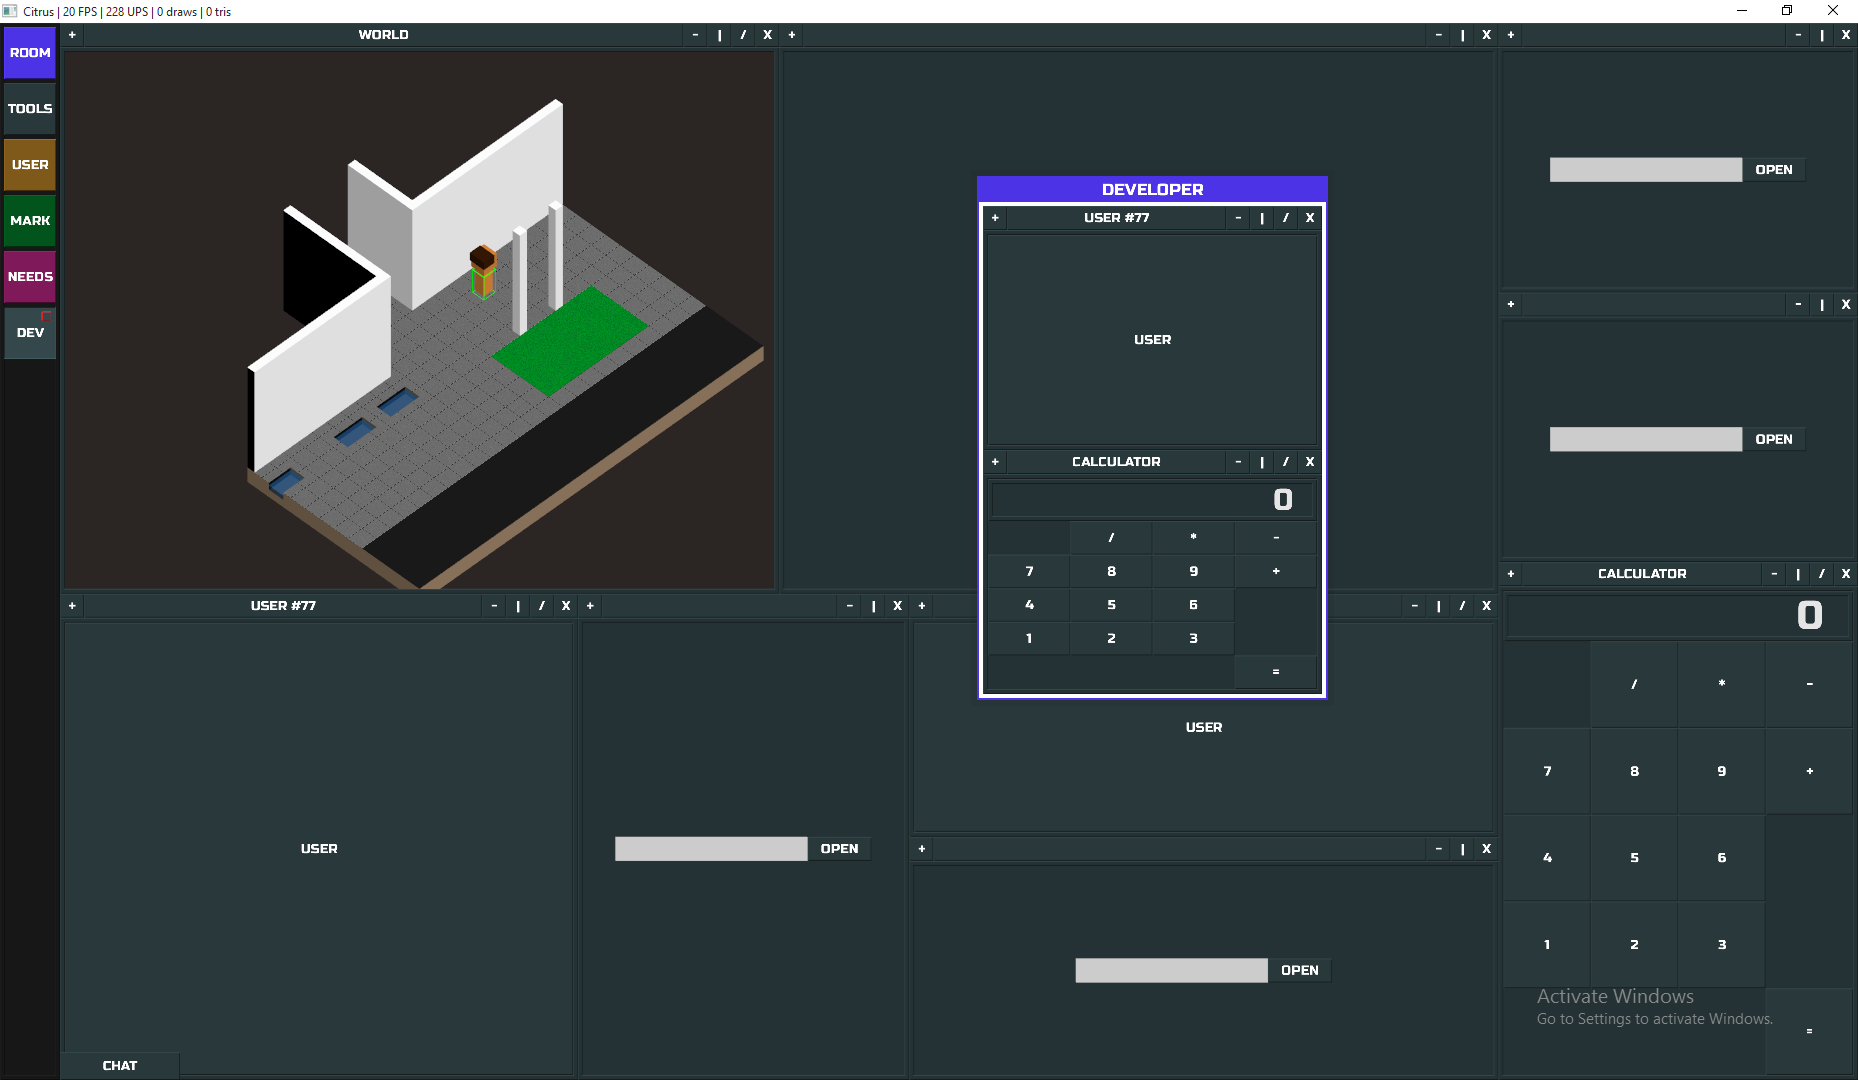 Citrus | 20 FPS | 228 UPS | 0 draws | 0 tris
ROOM
TOOLS
USER
MARK
NEEDS
DEV
+ WORLD - | / X
+ - | X
+ - | X
OPEN
+ - | / X
OPEN
DEVELOPER
+ USER #77 - | / X
USER
+ CALCULATOR - | / X
0
/ * -
7 8 9 +
4 5 6
1 2 3
=
+ USER #77 - | / X
USER
CHAT
+ - | X
OPEN
+ - | / X
USER
+ - | X
OPEN
+ CALCULATOR - | / X
0
/ * -
7 8 9 +
4 5 6
1 2 3
=
Activate Windows
Go to Settings to activate Windows.